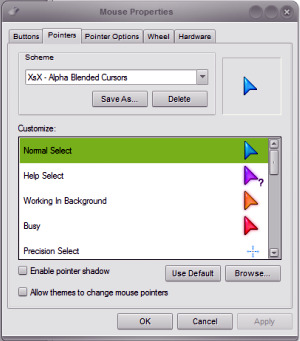 Mouse Properties
Buttons Pointers Pointer Options Wheel Hardware
Scheme
XsX - Alpha Blended Cursors
Save As... Delete
Customize:
Normal Select
Help Select
?
Working In Background
Busy
Precision Select
Enable pointer shadow
Use Default Browse...
Allow themes to change mouse pointers
OK Cancel Apply